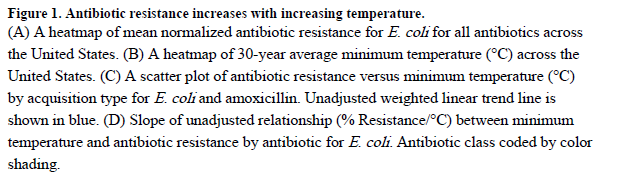 Figure 1. Antibiotic resistance increases with increasing temperature.
(A) A heatmap of mean normalized antibiotic resistance for E. coli for all antibiotics across
the United States. (B) A heatmap of 30-year average minimum temperature (°C) across the
United States. (C) A scatter plot of antibiotic resistance versus minimum temperature (°C)
by acquisition type for E. coli and amoxicillin. Unadjusted weighted linear trend line is
shown in blue. (D) Slope of unadjusted relationship (% Resistance/°C) between minimum
temperature and antibiotic resistance by antibiotic for E. coli. Antibiotic class coded by color
shading.